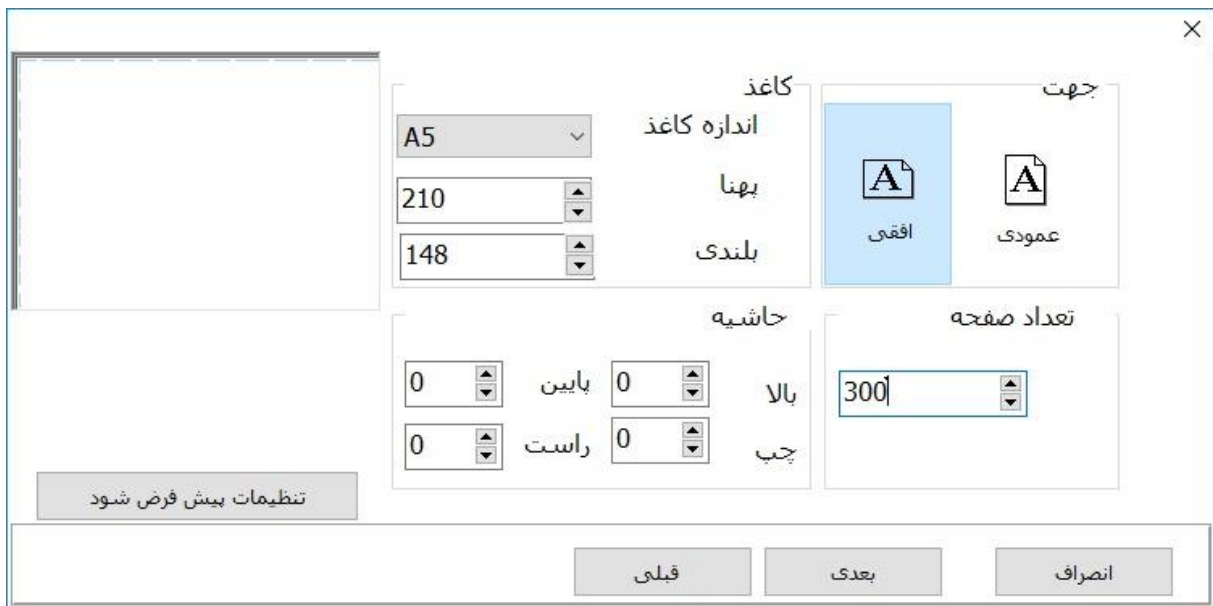 جهت
عمودی
افقی
کاغذ
اندازه کاغذ A5
پهنا 210
بلندی 148
تعداد صفحه
300
حاشیه
بالا 0 پایین 0
چپ 0 راست 0
تنظیمات پیش فرض شود
انصراف
بعدی
قبلی